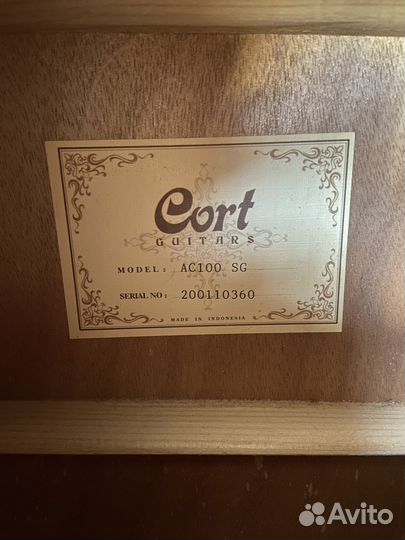 Cort
GUITARS
MODEL: AC100 SG
SERIAL NO: 200110360
MADE IN INDONESIA
Avito